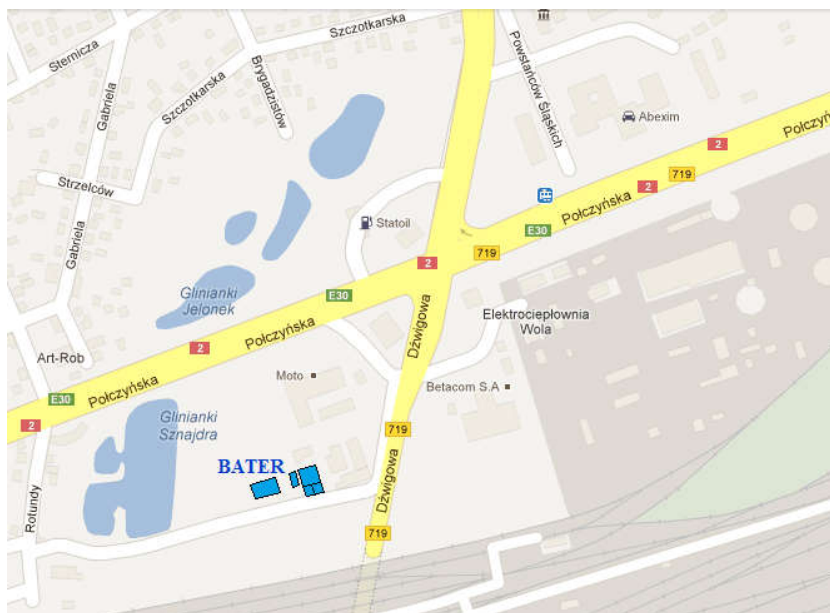 Szczotkarska
Sternicza
Gabriela
Brygadzistów
Szczotkarska
Powstańców Śląskich
Abexim
Połczyń
2
719
2
Strzelców
Połczyńska
E30
Statoil
719
2
Gabriela
Glinianki
Jelonek
E30
Elektrociepłownia
Wola
Połczyńska
Dźwigowa
2
Art-Rob
Moto
Betacom S.A
Połczyńska
E30
2
Glinianki
Sznajdra
719
BATER
Dźwigowa
Rotundy
719